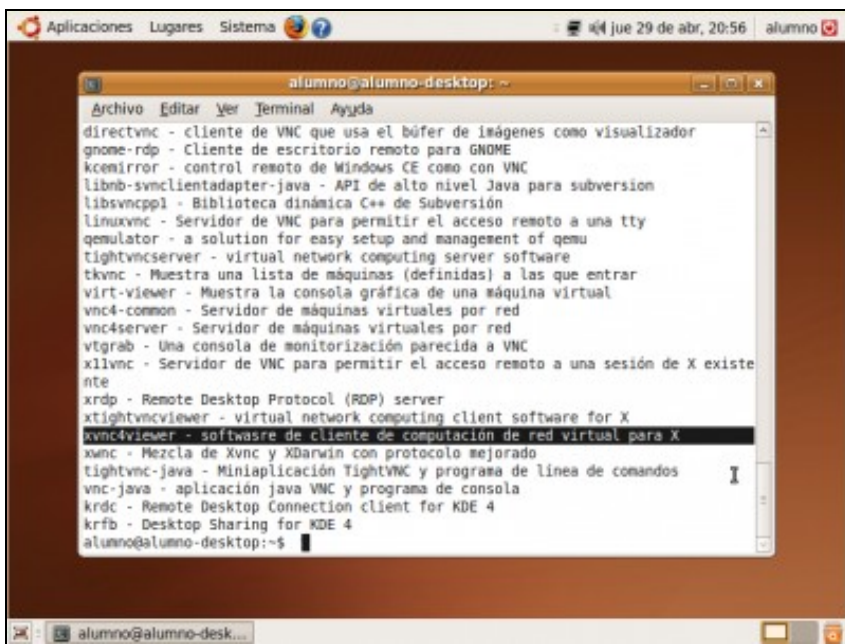 Aplicaciones Lugares Sistema jue 29 de abr, 20:56 alumno
alumno@alumno-desktop: ~
Archivo Editar Ver Terminal Ayuda
directvnc - cliente de VNC que usa el búfer de imágenes como visualizador
gnome-rdp - Cliente de escritorio remoto para GNOME
kcemirror - control remoto de Windows CE como con VNC
libnb-svnclientadapter-java - API de alto nivel Java para subversion
libsvncpp1 - Biblioteca dinámica C++ de Subversión
linuxvnc - Servidor de VNC para permitir el acceso remoto a una tty
qemulator - a solution for easy setup and management of qemu
tightvncserver - virtual network computing server software
tkvnc - Muestra una lista de máquinas (definidas) a las que entrar
virt-viewer - Muestra la consola gráfica de una máquina virtual
vnc4-common - Servidor de máquinas virtuales por red
vnc4server - Servidor de máquinas virtuales por red
vtgrab - Una consola de monitorización parecida a VNC
x11vnc - Servidor de VNC para permitir el acceso remoto a una sesión de X existe
nte
xrdp - Remote Desktop Protocol (RDP) server
xtightvncviewer - virtual network computing client software for X
xvnc4viewer - softwasre de cliente de computación de red virtual para X
xwnc - Mezcla de Xvnc y XDarwin con protocolo mejorado
tightvnc-java - Miniaplicación TightVNC y programa de línea de comandos
vnc-java - aplicación java VNC y programa de consola
krdc - Remote Desktop Connection client for KDE 4
krfb - Desktop Sharing for KDE 4
alumno@alumno-desktop:~$
alumno@alumno-desk...